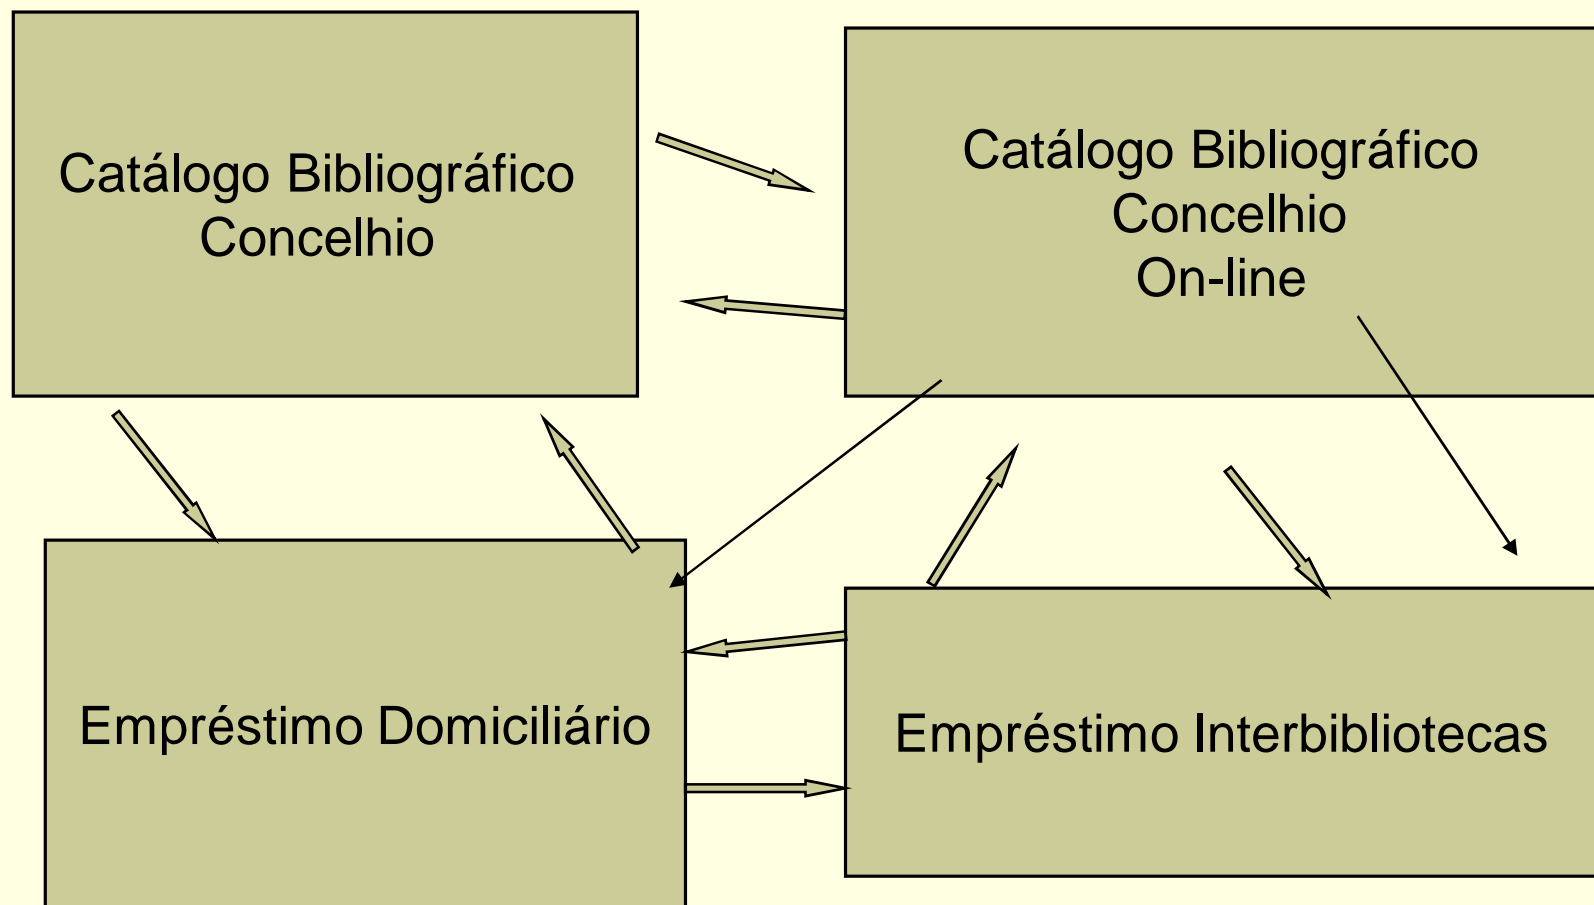 Catálogo Bibliográfico
Concelhio
Catálogo Bibliográfico
Concelhio
On-line
Empréstimo Domiciliário
Empréstimo Interbibliotecas